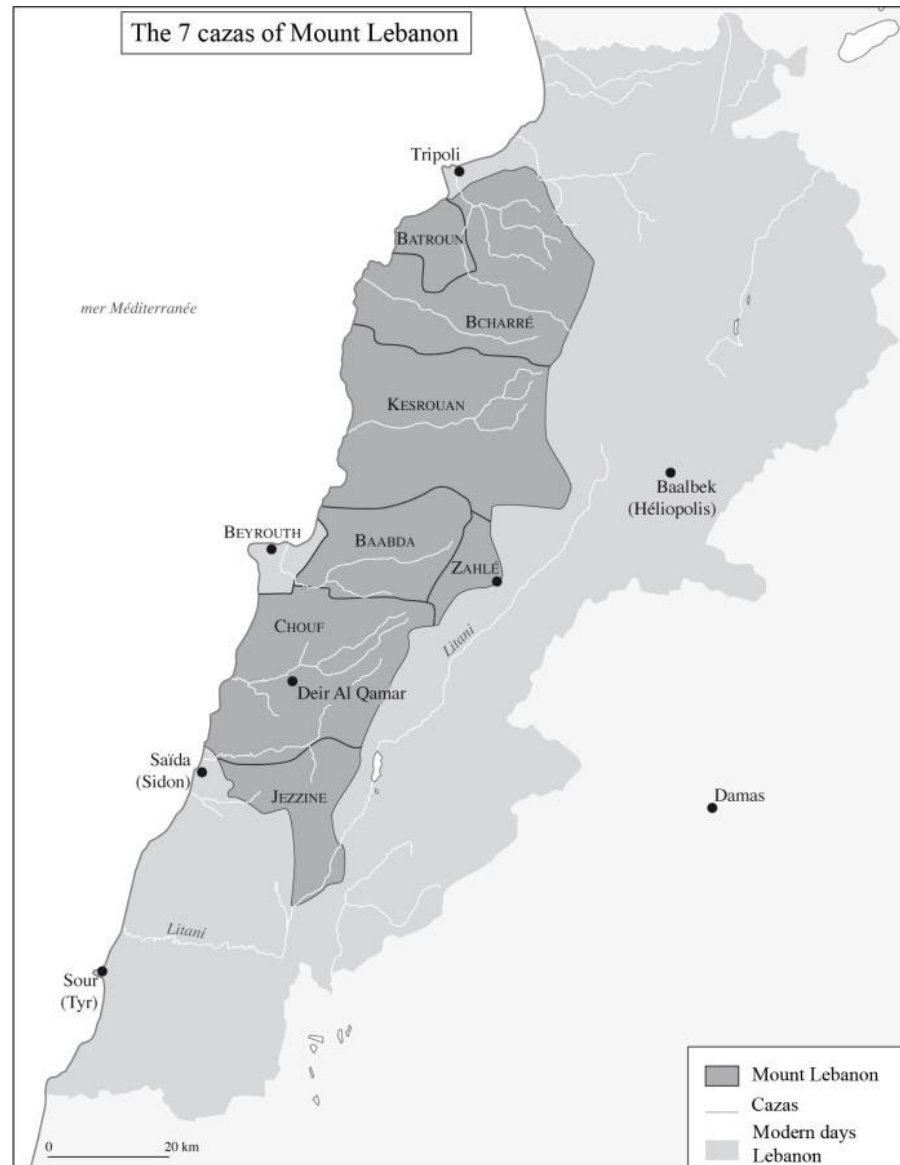 The 7 cazas of Mount Lebanon
Tripoli
BATROUN
mer Méditerranée
BCHARRÉ
KESROUAN
Baalbek
(Héliopolis)
BEYROUTH
BAABDA
ZAHLÉ
CHOUF
Litani
Deir Al Qamar
Saïda
(Sidon)
JEZZINE
Damas
Litani
Sour
(Tyr)
Mount Lebanon
Cazas
Modern days
Lebanon
0 20 km